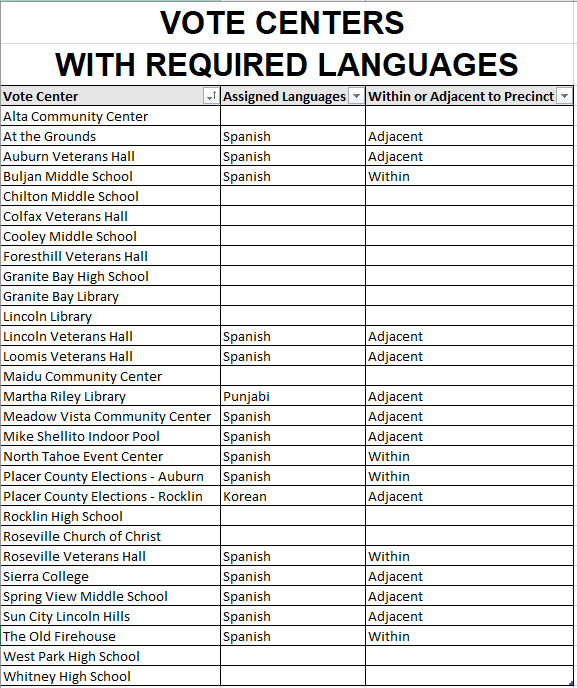 VOTE CENTERS
WITH REQUIRED LANGUAGES
Vote Center Assigned Languages Within or Adjacent to Precinct
Alta Community Center
At the Grounds Spanish Adjacent
Auburn Veterans Hall Spanish Adjacent
Buljan Middle School Spanish Within
Chilton Middle School
Colfax Veterans Hall
Cooley Middle School
Foresthill Veterans Hall
Granite Bay High School
Granite Bay Library
Lincoln Library
Lincoln Veterans Hall Spanish Adjacent
Loomis Veterans Hall Spanish Adjacent
Maidu Community Center
Martha Riley Library Punjabi Adjacent
Meadow Vista Community Center Spanish Adjacent
Mike Shellito Indoor Pool Spanish Adjacent
North Tahoe Event Center Spanish Within
Placer County Elections - Auburn Spanish Within
Placer County Elections - Rocklin Korean Adjacent
Rocklin High School
Roseville Church of Christ
Roseville Veterans Hall Spanish Within
Sierra College Spanish Adjacent
Spring View Middle School Spanish Adjacent
Sun City Lincoln Hills Spanish Adjacent
The Old Firehouse Spanish Within
West Park High School
Whitney High School